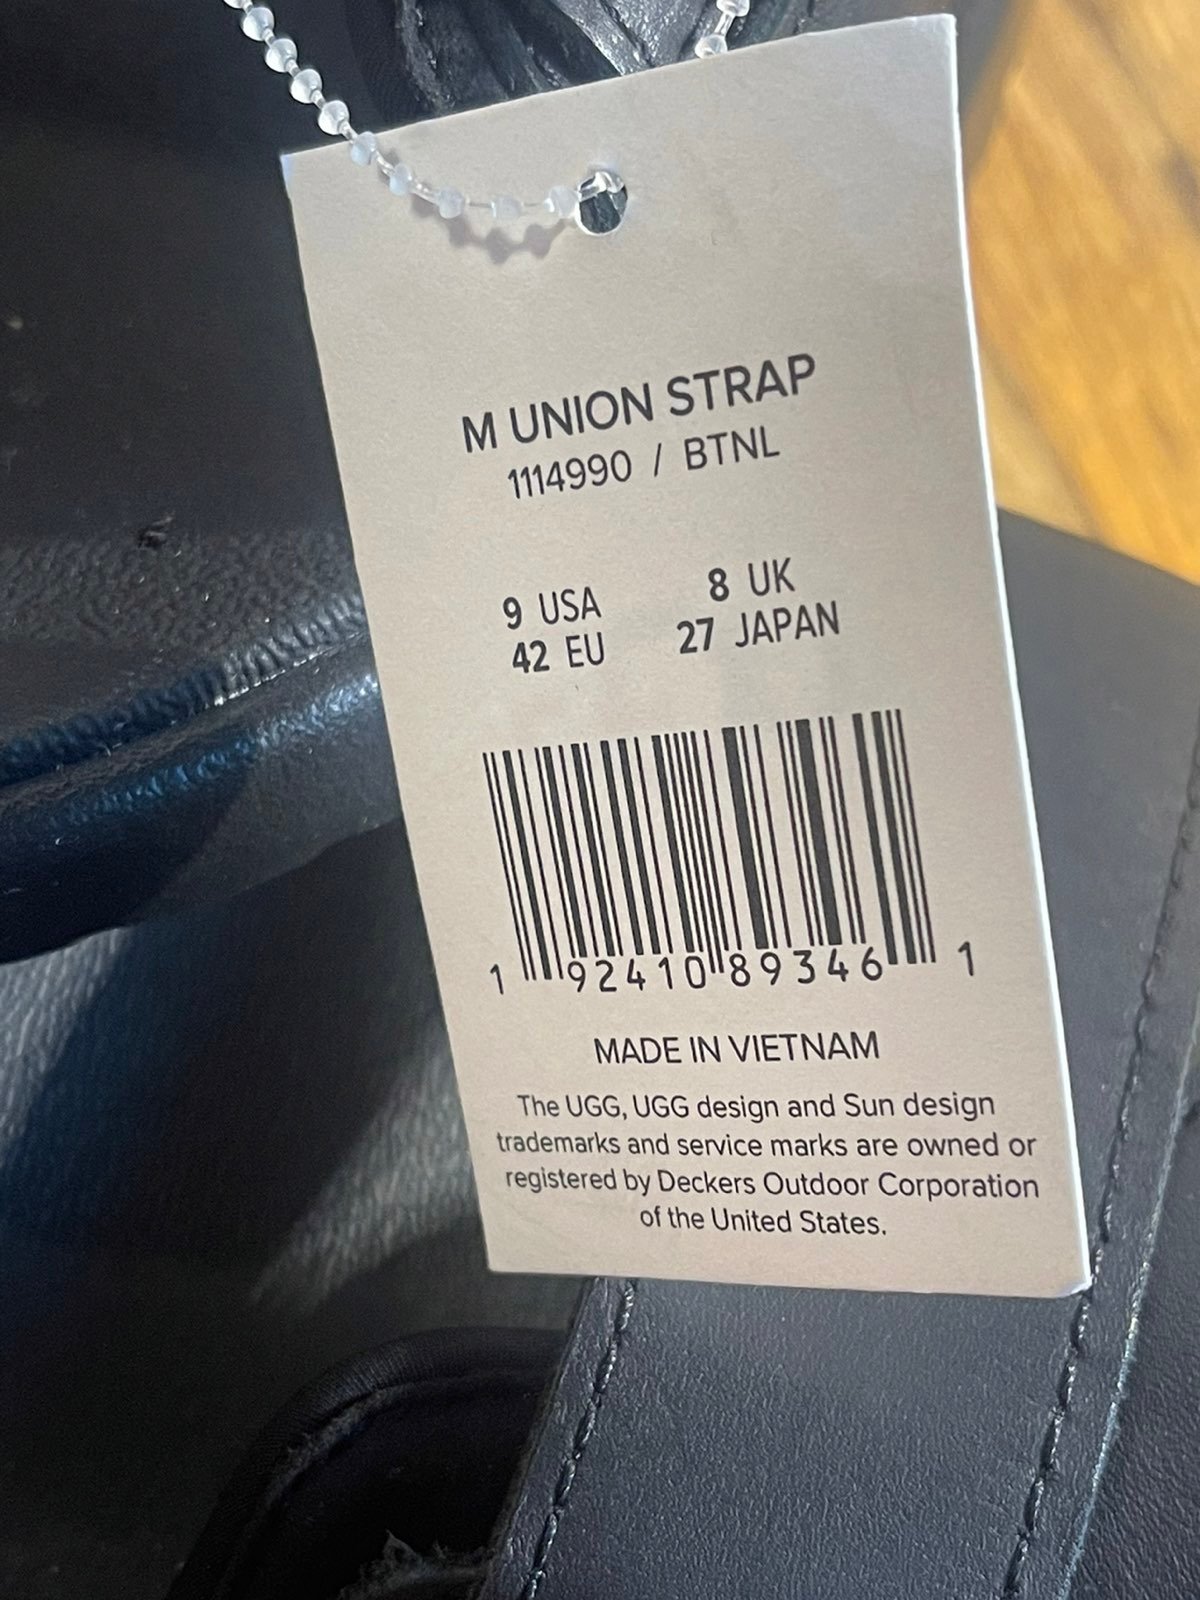 M UNION STRAP
1114990 / BTNL
9 USA 8 UK
42 EU 27 JAPAN
1 92410 89346 1
MADE IN VIETNAM
The UGG, UGG design and Sun design
trademarks and service marks are owned or
registered by Deckers Outdoor Corporation
of the United States.